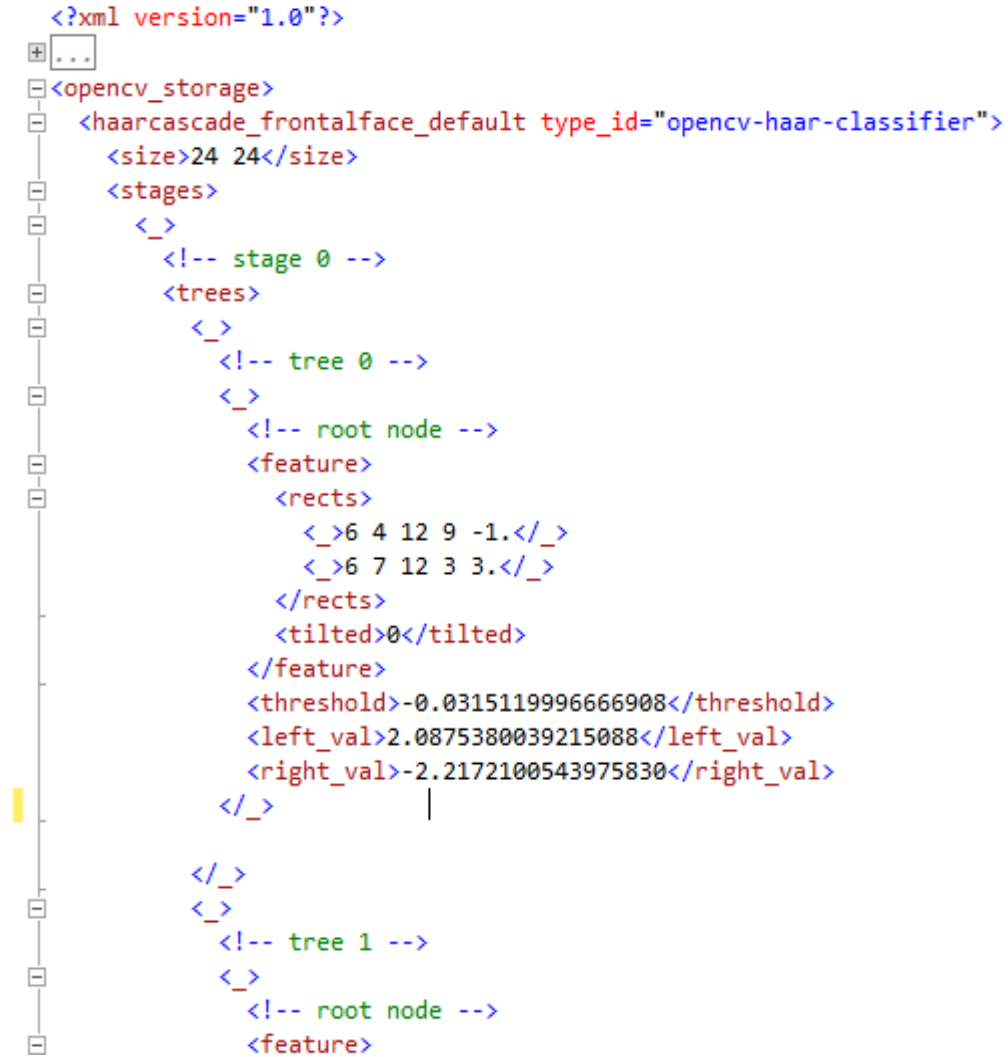 <?xml version="1.0"?>
...
<opencv_storage>
<haarcascade_frontalface_default type_id="opencv-haar-classifier">
<size>24 24</size>
<stages>
<_>
<!-- stage 0 -->
<trees>
<_>
<!-- tree 0 -->
<_>
<!-- root node -->
<feature>
<rects>
<_>6 4 12 9 -1.</_>
<_>6 7 12 3 3.</_>
</rects>
<tilted>0</tilted>
</feature>
<threshold>-0.0315119996666908</threshold>
<left_val>2.0875380039215088</left_val>
<right_val>-2.2172100543975830</right_val>
</_>
</_>
<_>
<!-- tree 1 -->
<_>
<!-- root node -->
<feature>